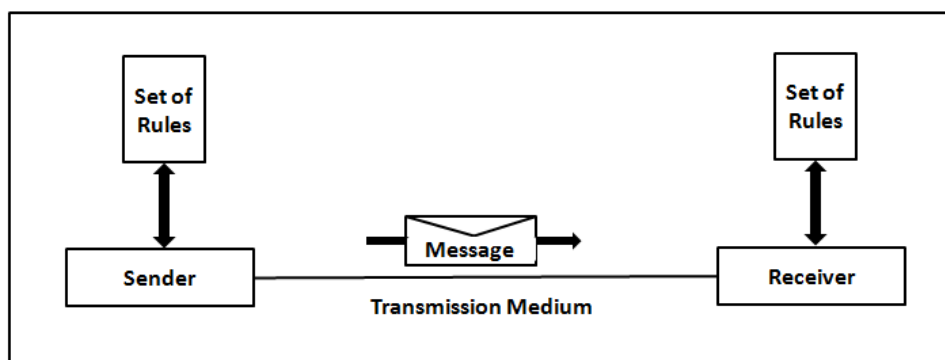 Set of
Rules
Set of
Rules
Message
Sender
Receiver
Transmission Medium